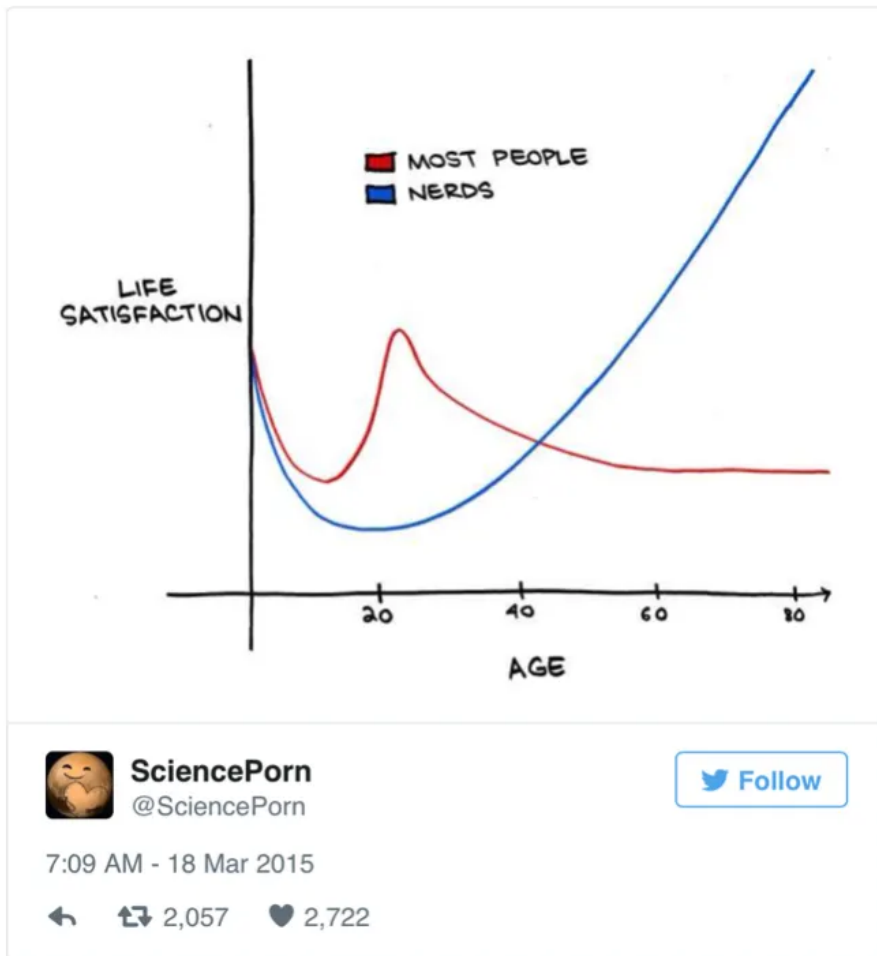 MOST PEOPLE
NERDS
LIFE
SATISFACTION
20
40
60
80
AGE
SciencePorn
@SciencePorn
Follow
7:09 AM - 18 Mar 2015
2,057 2,722